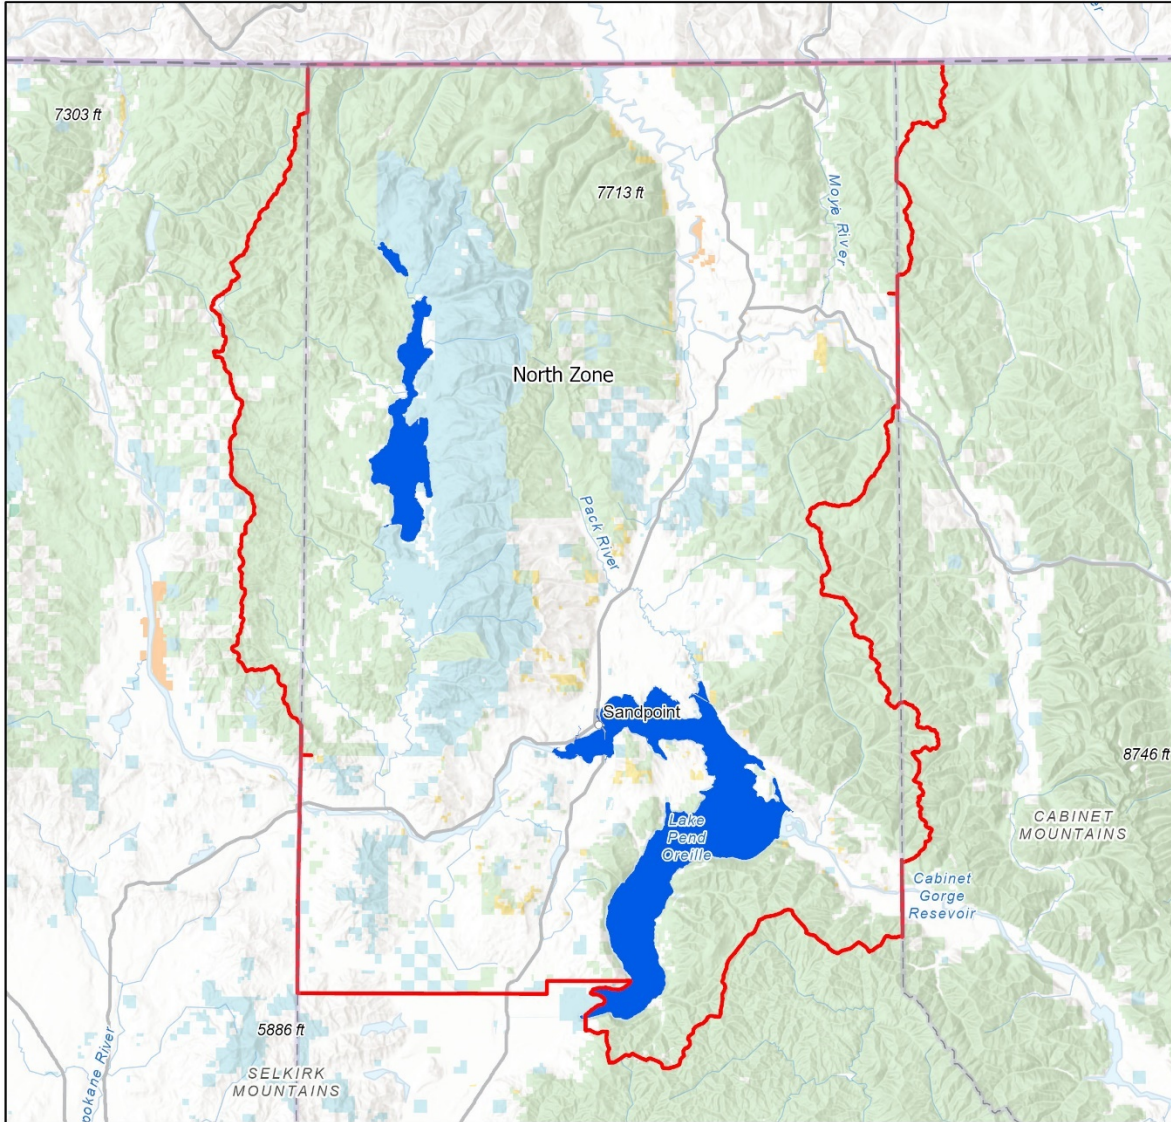 7303 ft
7713 ft
Moyie River
North Zone
Pack River
Sandpoint
8746 ft
Lake
Pend
Oreille
CABINET
MOUNTAINS
Cabinet
Gorge
Resevoir
5886 ft
SELKIRK
MOUNTAINS
pokane River